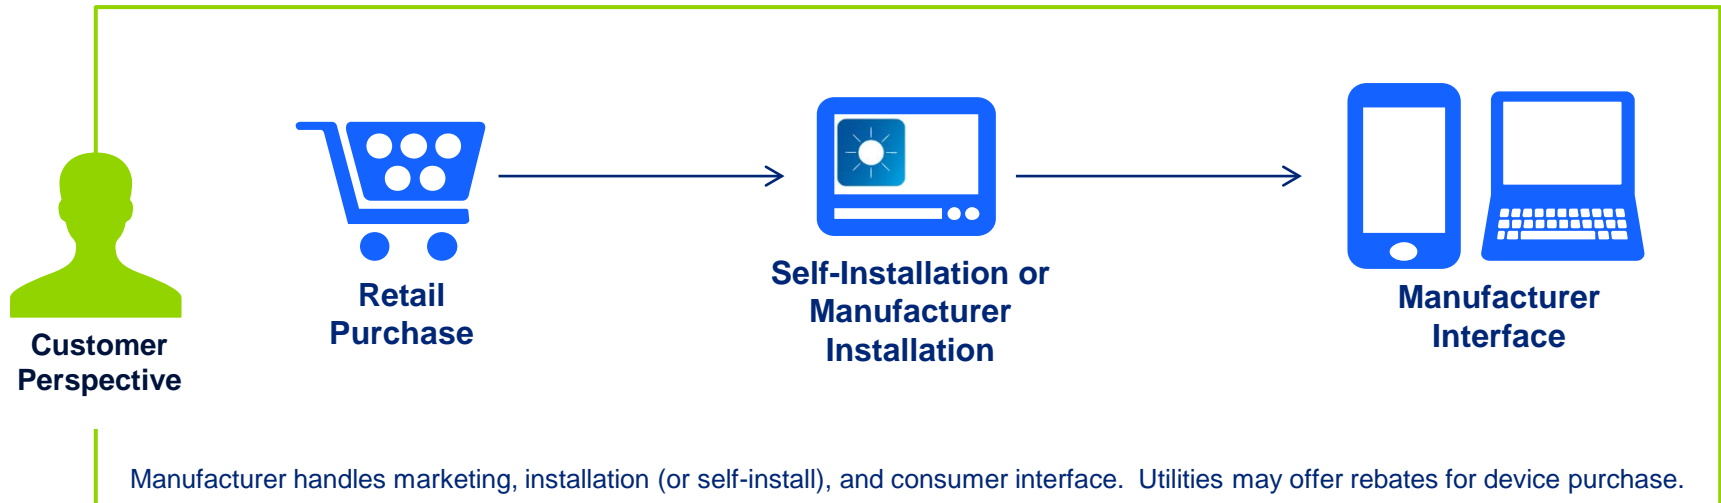 Customer
Perspective
Retail
Purchase
Self-Installation or
Manufacturer
Installation
Manufacturer
Interface
Manufacturer handles marketing, installation (or self-install), and consumer interface.  Utilities may offer rebates for device purchase.